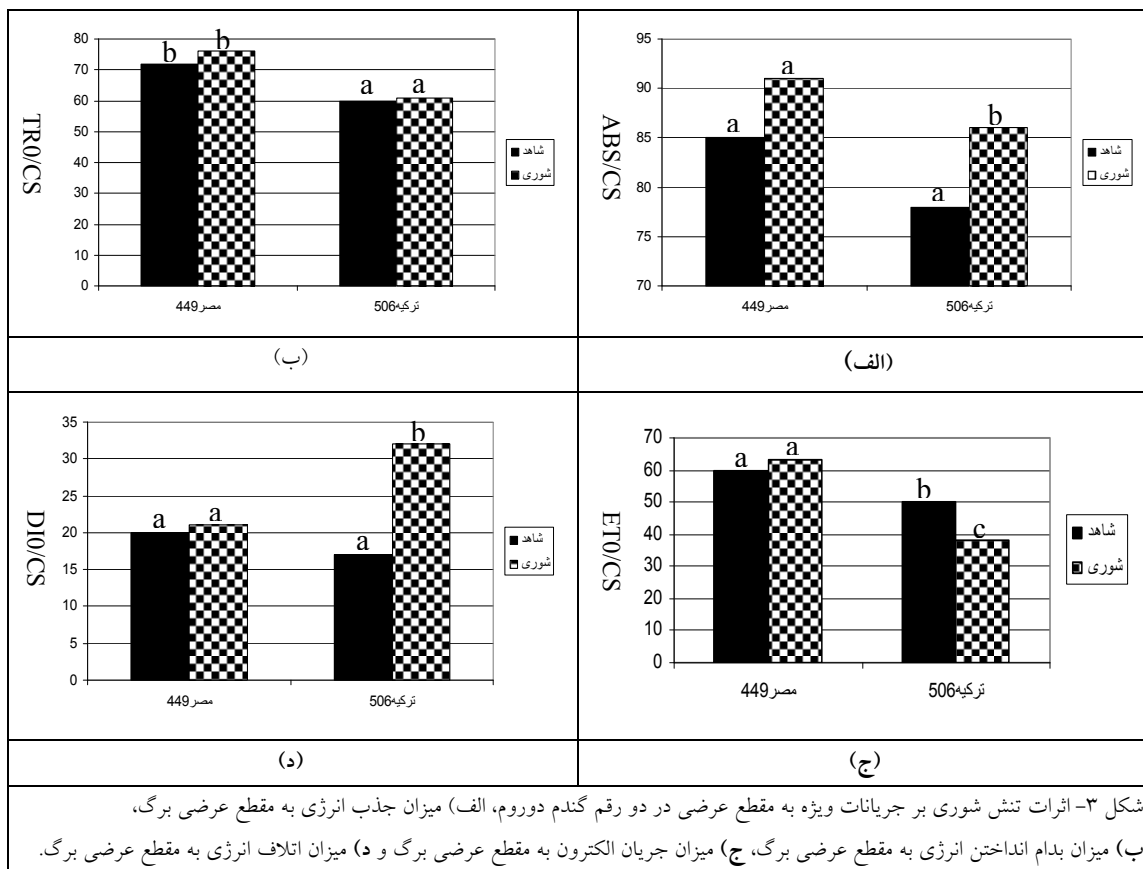 95
90
85
80
75
70
ABS/CS
a
a
a
b
مصر449
ترکیه506
شاهد
شوری
(الف)
80
70
60
50
40
30
20
10
0
TR0/CS
b
b
a
a
مصر449
ترکیه506
شاهد
شوری
(ب)
70
60
50
40
30
20
10
0
ET0/CS
a
a
b
c
مصر449
ترکیه506
شاهد
شوری
(ج)
35
30
25
20
15
10
5
0
DI0/CS
a
a
a
b
مصر449
ترکیه506
شاهد
شوری
(د)
شکل ۳- اثرات تنش شوری بر جریانات ویژه به مقطع عرضی در دو رقم گندم دوروم، الف) میزان جذب انرژی به مقطع عرضی برگ،
ب) میزان بدام انداختن انرژی به مقطع عرضی برگ، ج) میزان جریان الکترون به مقطع عرضی برگ و د) میزان اتلاف انرژی به مقطع عرضی برگ.